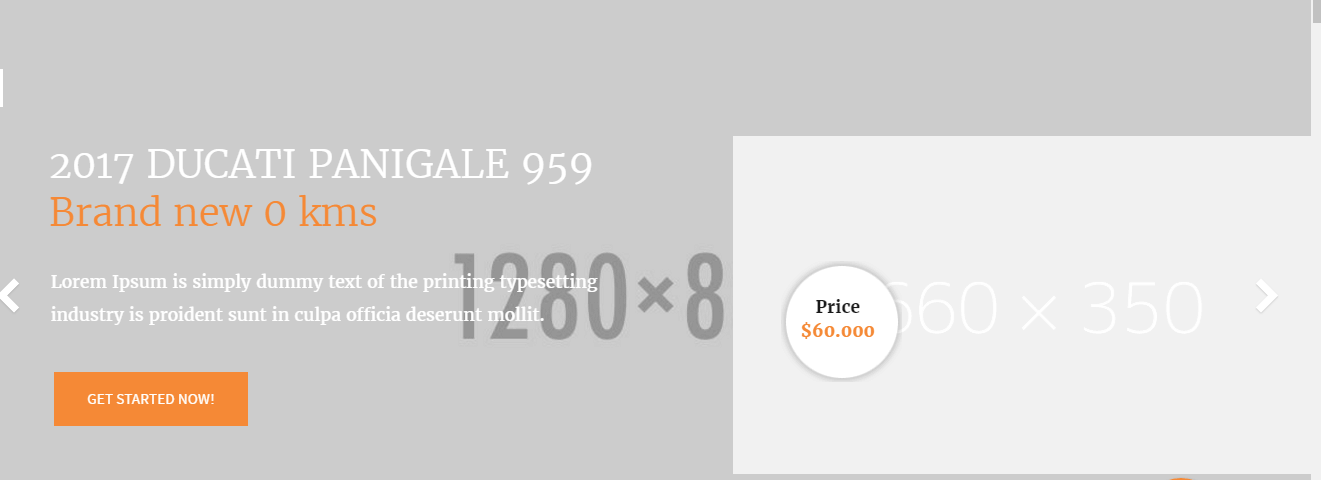 2017 DUCATI PANIGALE 959
Brand new 0 kms
Lorem Ipsum is simply dummy text of the printing typesetting
industry is proident sunt in culpa officia deserunt mollit.
GET STARTED NOW!
1280×8
Price
$60.000
660 × 350